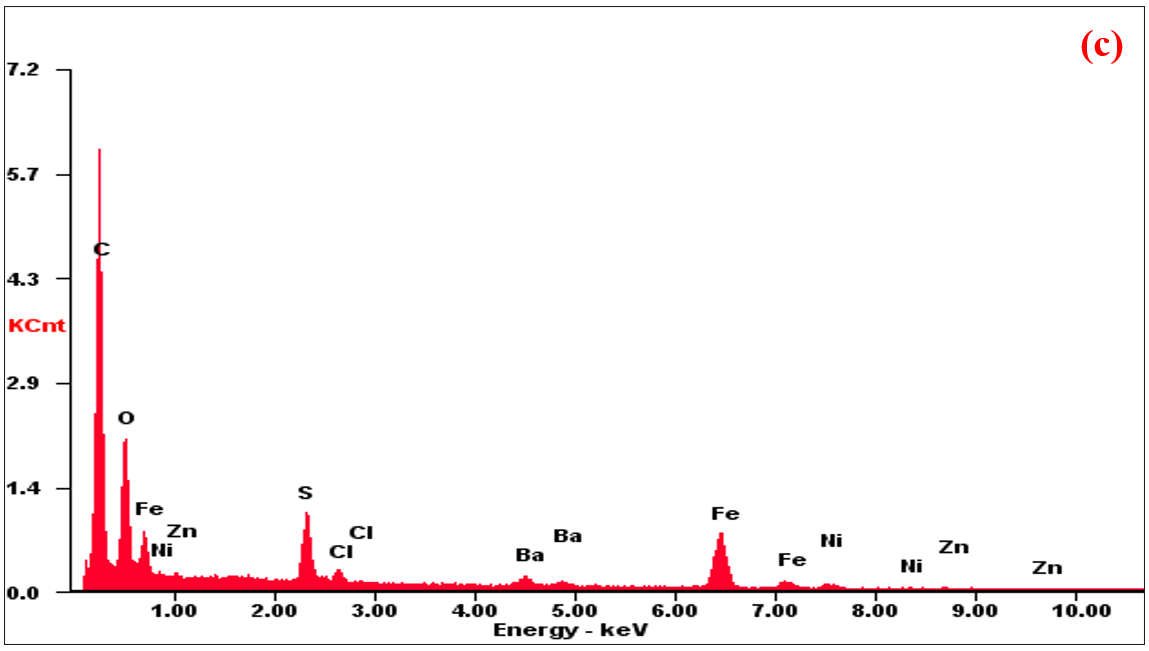 (c)
7.2
5.7
C
4.3
KCnt
2.9
O
1.4
S
Fe
Fe
Zn
Cl
Ba
Ni
Ni
Zn
Cl
Ba
Fe
Ni
Zn
0.0
1.00 2.00 3.00 4.00 5.00 6.00 7.00 8.00 9.00 10.00
Energy - keV